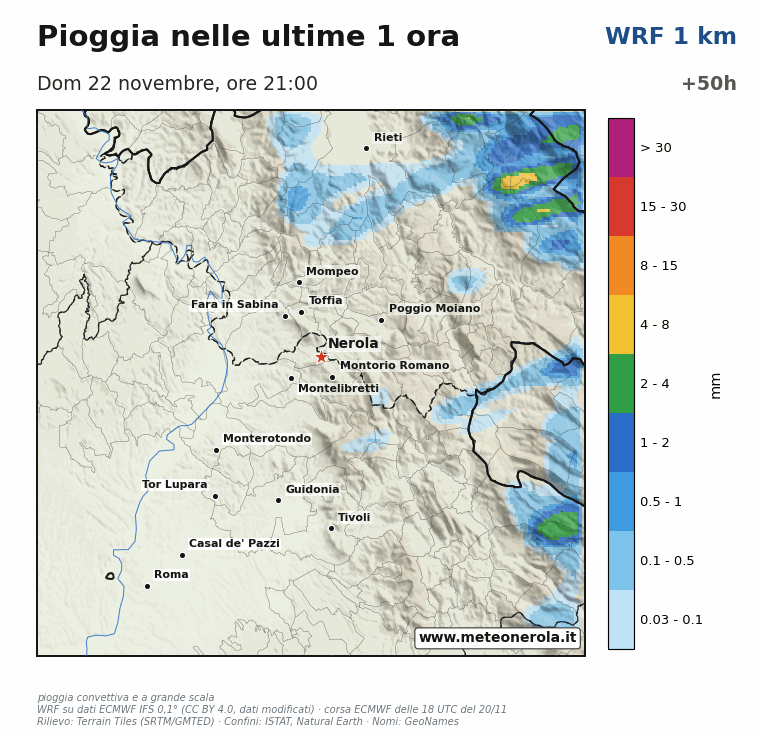 Pioggia nelle ultime 1 ora
WRF 1 km
Dom 22 novembre, ore 21:00
+50h
Rieti
Mompeo
Fara in Sabina
Toffia
Poggio Moiano
Nerola
Montorio Romano
Montelibretti
Monterotondo
Tor Lupara
Guidonia
Tivoli
Casal de' Pazzi
Roma
www.meteonerola.it
> 30
15 - 30
8 - 15
4 - 8
2 - 4
1 - 2
0.5 - 1
0.1 - 0.5
0.03 - 0.1
mm
pioggia convettiva e a grande scala
WRF su dati ECMWF IFS 0,1° (CC BY 4.0, dati modificati) · corsa ECMWF delle 18 UTC del 20/11
Rilievo: Terrain Tiles (SRTM/GMTED) · Confini: ISTAT, Natural Earth · Nomi: GeoNames